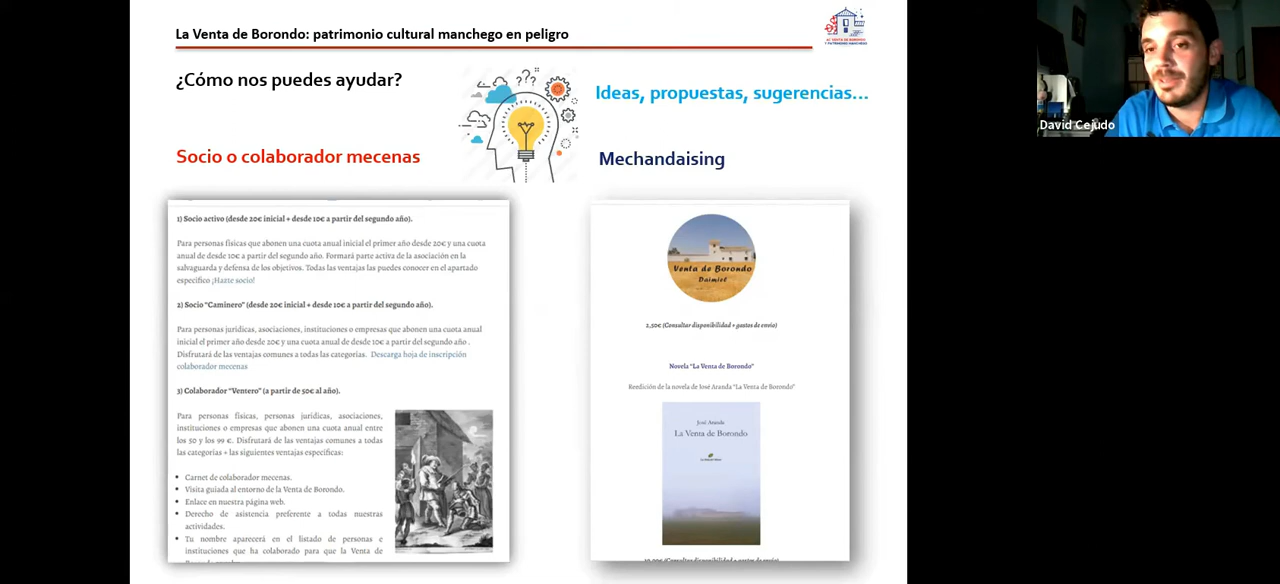 La Venta de Borondo: patrimonio cultural manchego en peligro
¿Cómo nos puedes ayudar?
Ideas, propuestas, sugerencias...
Socio o colaborador mecenas
Mechandaising
1) Socio activo (desde 20€ inicial + desde 10€ a partir del segundo año).
Para personas físicas que abonen una cuota anual inicial el primer año desde 20€ y una cuota
anual de desde 10€ a partir del segundo año. Formará parte activa de la asociación en la
salvaguarda y defensa de los objetivos. Todas las ventajas las puedes conocer en el apartado
específico ¡Hazte socio!
2) Socio "Caminero" (desde 20€ inicial + desde 10€ a partir del segundo año).
Para personas jurídicas, asociaciones, instituciones o empresas que abonen una cuota anual
inicial el primer año desde 20€ y una cuota anual de desde 10€ a partir del segundo año .
Disfrutará de las ventajas comunes a todas las categorías. Descarga hoja de inscripción
colaborador mecenas
3) Colaborador "Ventero" (a partir de 50€ al año).
Para personas físicas, personas jurídicas, asociaciones,
instituciones o empresas que abonen una cuota anual entre
los 50 y los 99 €. Disfrutará de las ventajas comunes a todas
las categorías + las siguientes ventajas específicas:
Carnet de colaborador mecenas.
Visita guiada al entorno de la Venta de Borondo.
Enlace en nuestra página web.
Derecho de asistencia preferente a todas nuestras
actividades.
Tu nombre aparecerá en el listado de personas e
instituciones que ha colaborado para que la Venta de
Venta de Borondo
Daimiel
2,50€ (Consultar disponibilidad + gastos de envío)
Novela "La Venta de Borondo"
Reedición de la novela de José Aranda "La Venta de Borondo"
José Aranda
La Venta de Borondo
(Consultar disponibilidad + gastos de envío)
David Cejudo